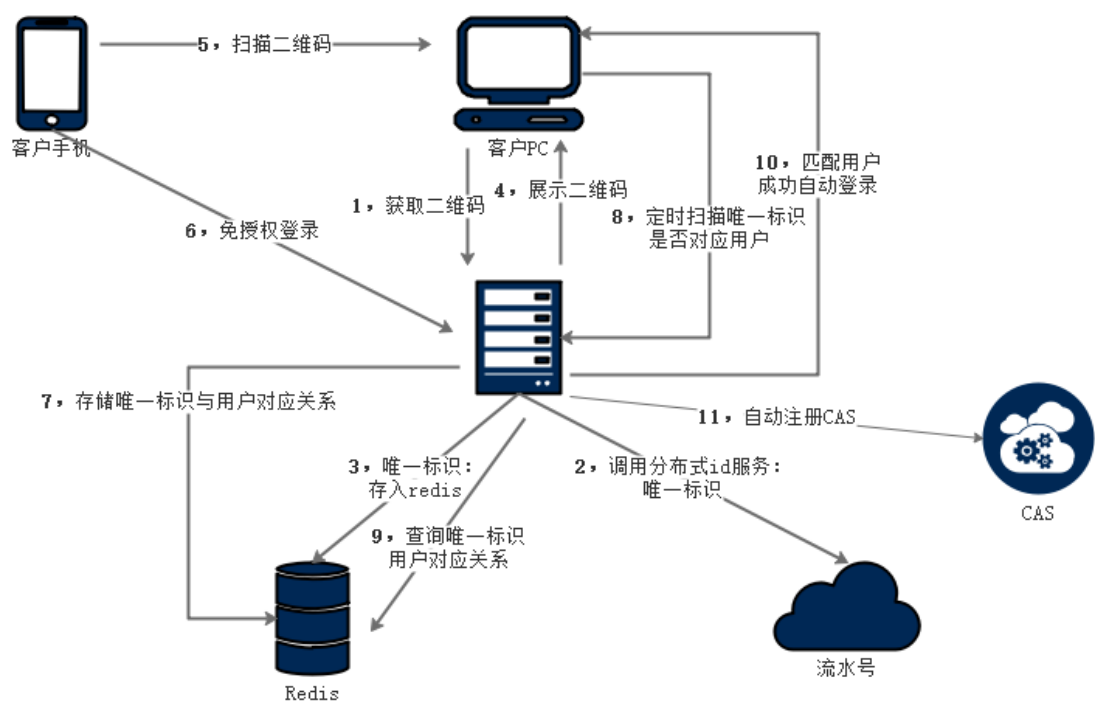 5，扫描二维码
客户手机
客户PC
10，匹配用户
成功自动登录
1，获取二维码
4，展示二维码
8，定时扫描唯一标识
是否对应用户
6，免授权登录
7，存储唯一标识与用户对应关系
11，自动注册CAS
3，唯一标识：
存入redis
2，调用分布式id服务：
唯一标识
9，查询唯一标识
用户对应关系
CAS
流水号
Redis